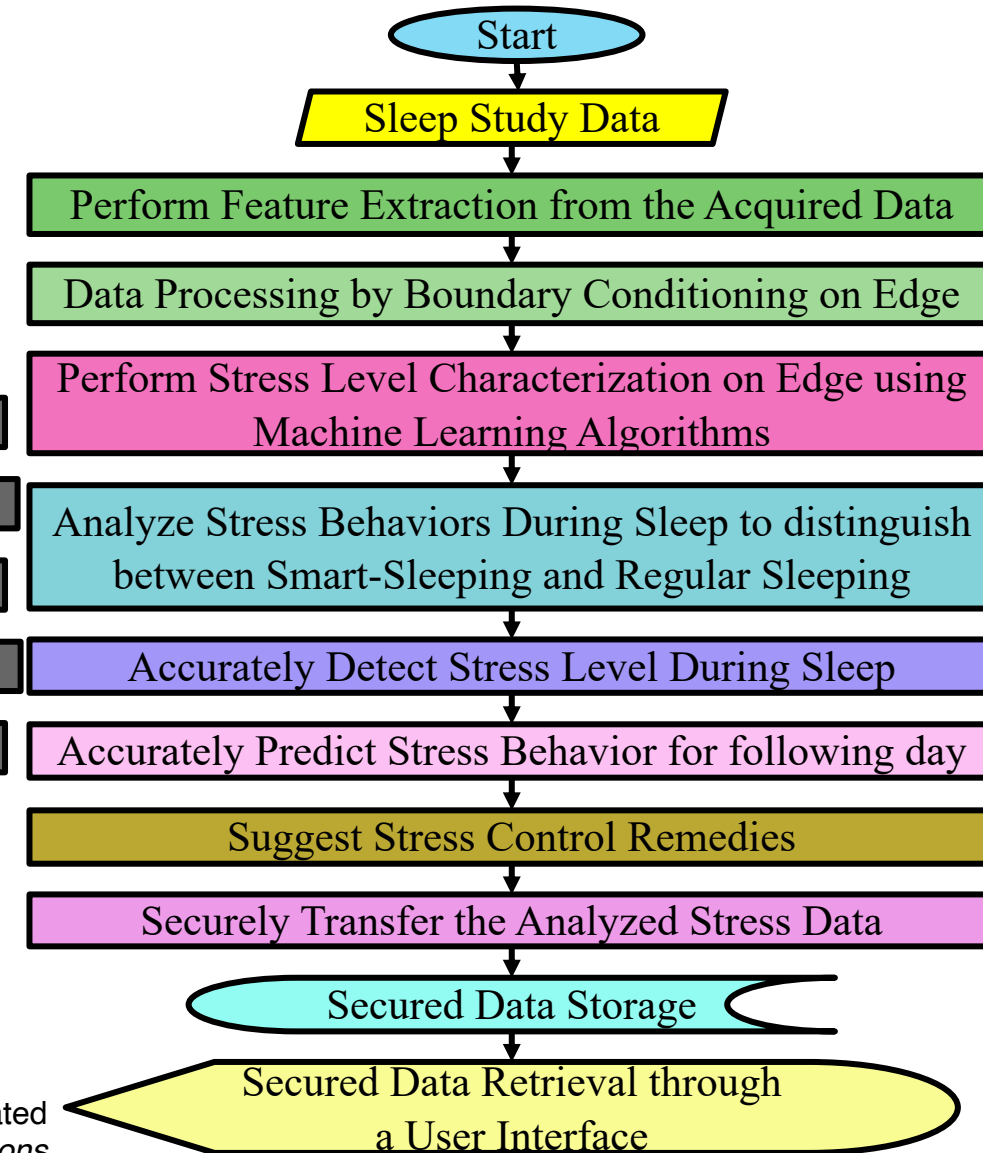 Start
Sleep Study Data
Perform Feature Extraction from the Acquired Data
Data Processing by Boundary Conditioning on Edge
Perform Stress Level Characterization on Edge using
Machine Learning Algorithms
Analyze Stress Behaviors During Sleep to distinguish
between Smart-Sleeping and Regular Sleeping
Accurately Detect Stress Level During Sleep
Accurately Predict Stress Behavior for following day
Suggest Stress Control Remedies
Securely Transfer the Analyzed Stress Data
Secured Data Storage
Secured Data Retrieval through
a User Interface